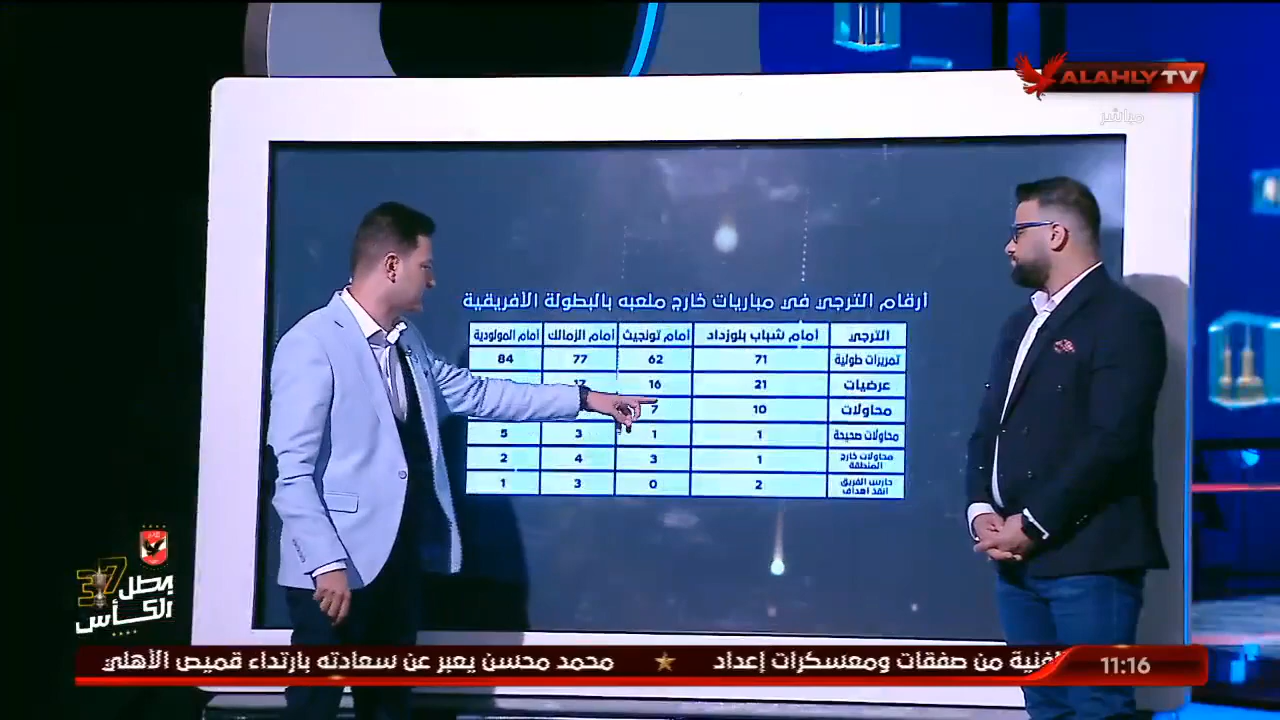 ALAHLY TV
مباشر
أرقام الترجي في مباريات خارج ملعبه بالبطولة الأفريقية
الترجي أمام شباب بلوزداد أمام تونجيث أمام الزمالك أمام المولودية
تمريرات طولية 71 62 77 84
عرضيات 21 16 17
محاولات 10 7
محاولات صحيحة 1 1 3 5
محاولات خارج المنطقة 1 3 4 2
حارس الفريق انقذ اهداف 2 0 3 1
بطل 37
الكأس
11:16 من صفقات ومعسكرات إعداد ★ محمد محسن يعبر عن سعادته بارتداء قميص الأهلي